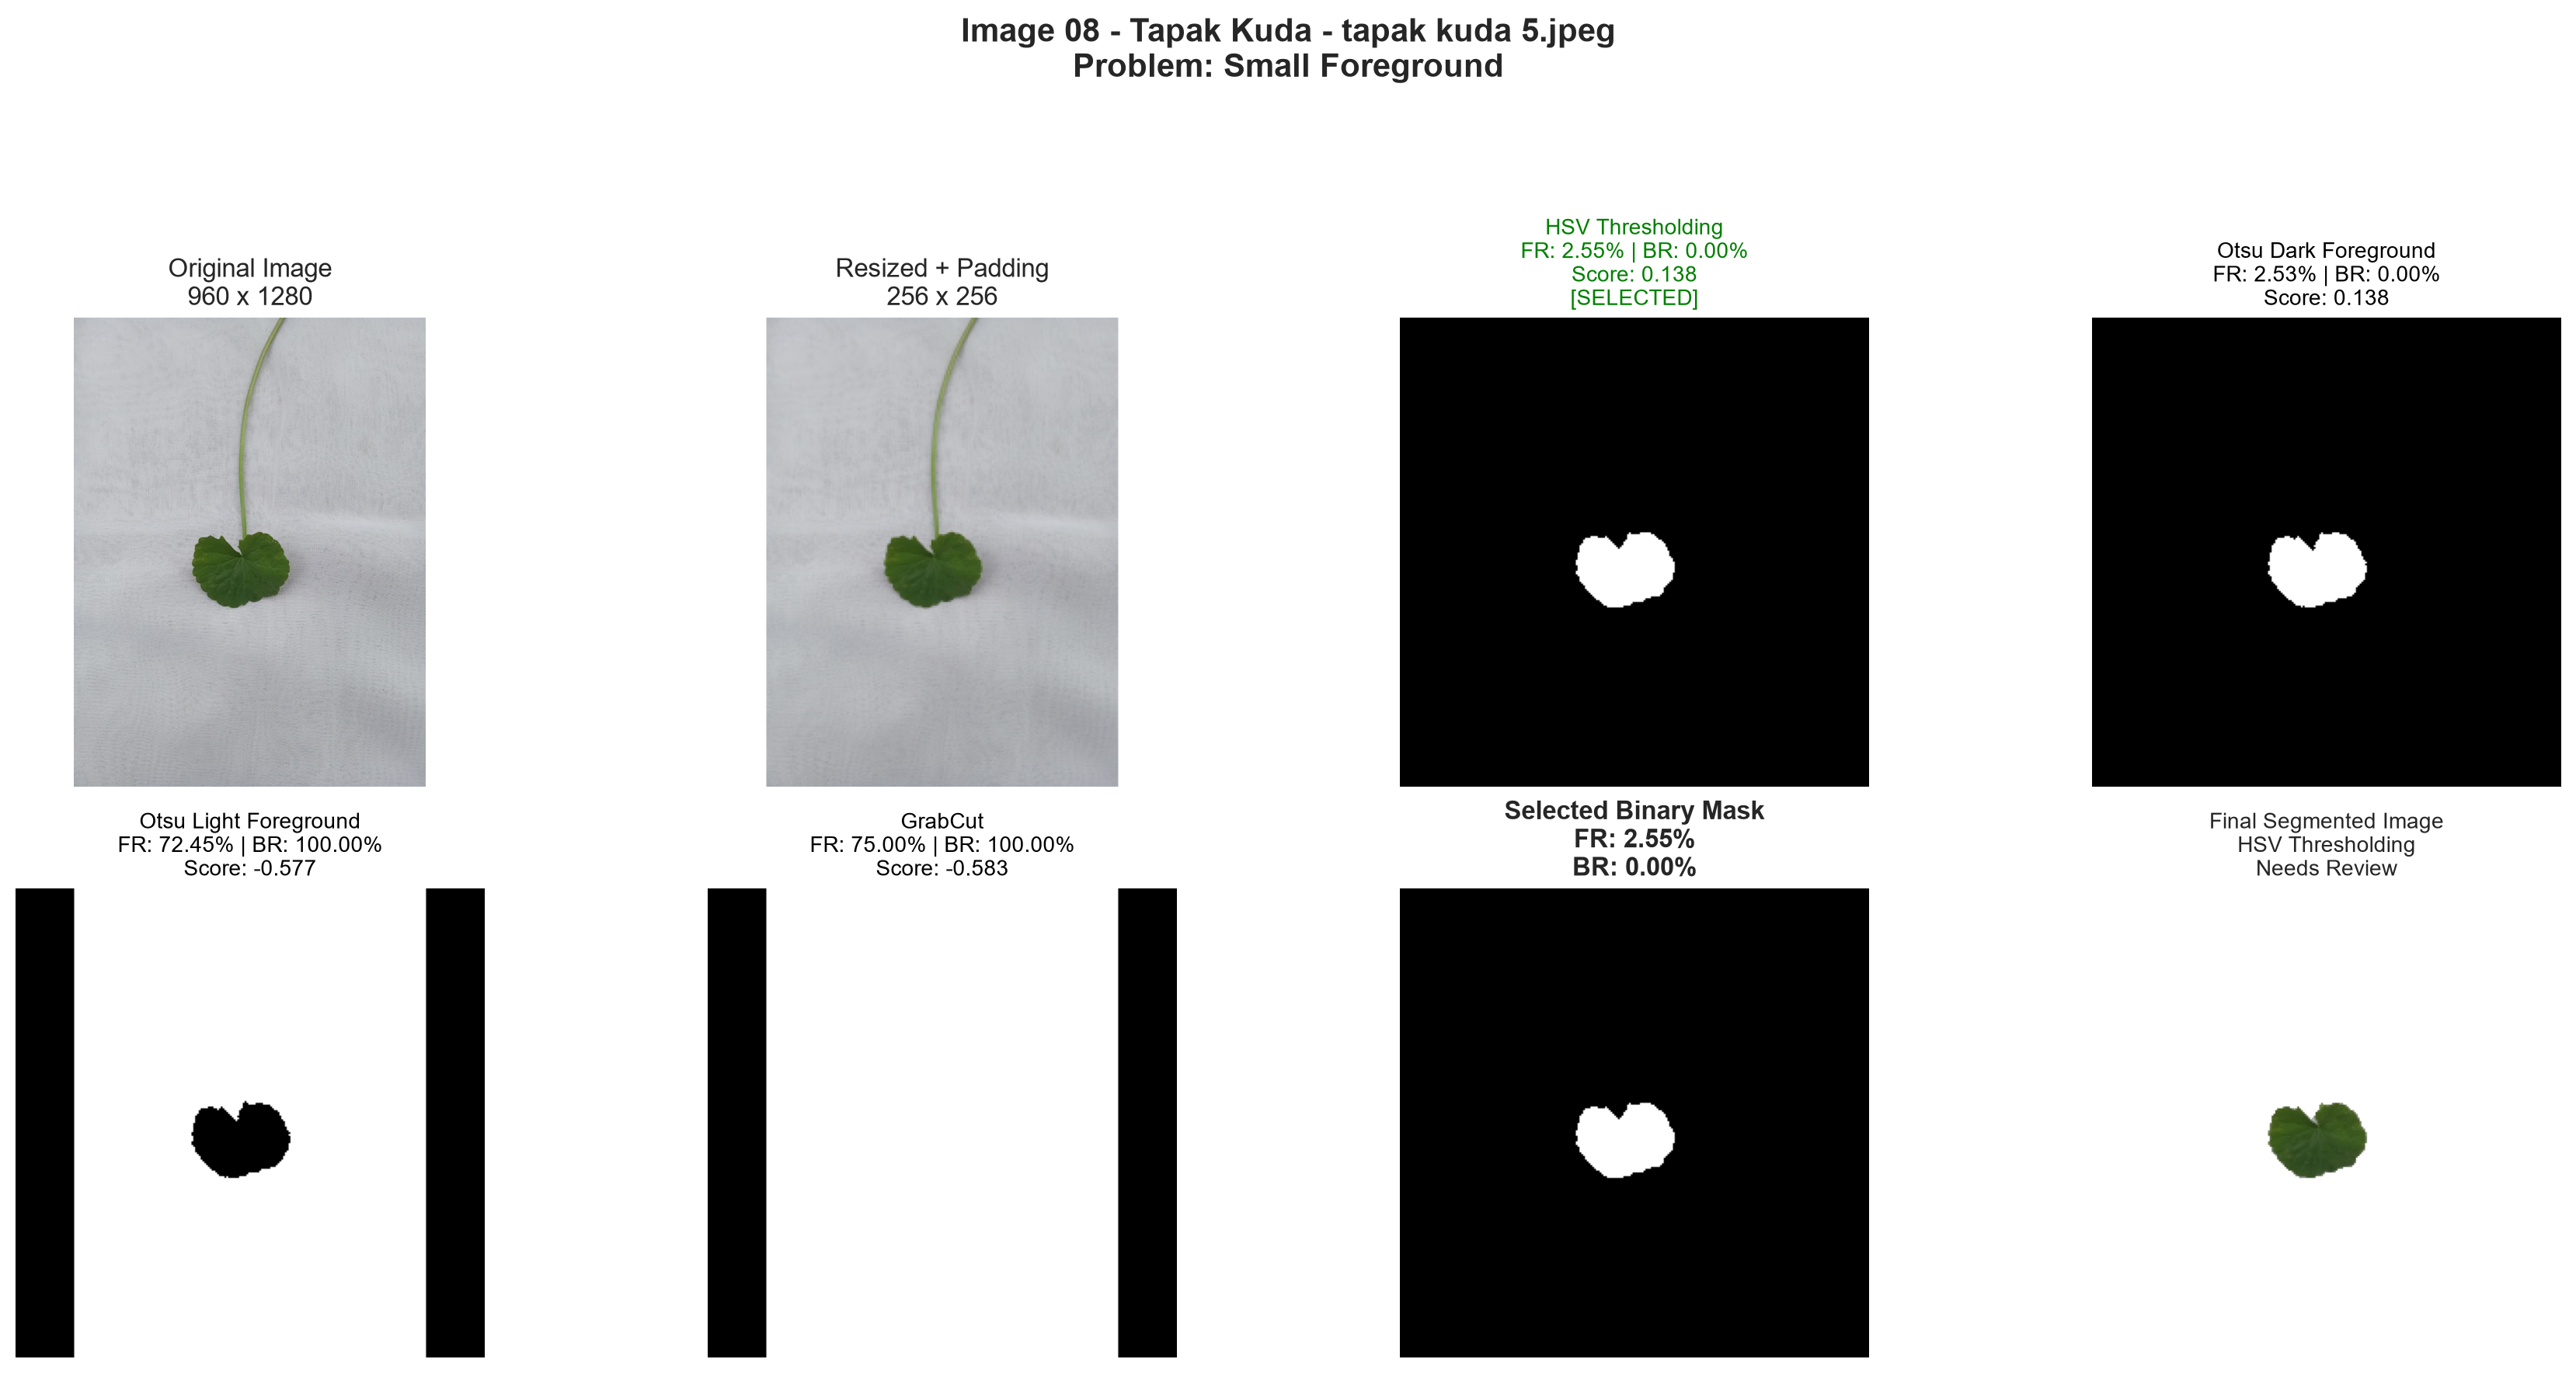 Image 08 - Tapak Kuda - tapak kuda 5.jpeg
Problem: Small Foreground
Original Image
960 x 1280
Resized + Padding
256 x 256
HSV Thresholding
FR: 2.55% | BR: 0.00%
Score: 0.138
[SELECTED]
Otsu Dark Foreground
FR: 2.53% | BR: 0.00%
Score: 0.138
Otsu Light Foreground
FR: 72.45% | BR: 100.00%
Score: -0.577
GrabCut
FR: 75.00% | BR: 100.00%
Score: -0.583
Selected Binary Mask
FR: 2.55%
BR: 0.00%
Final Segmented Image
HSV Thresholding
Needs Review